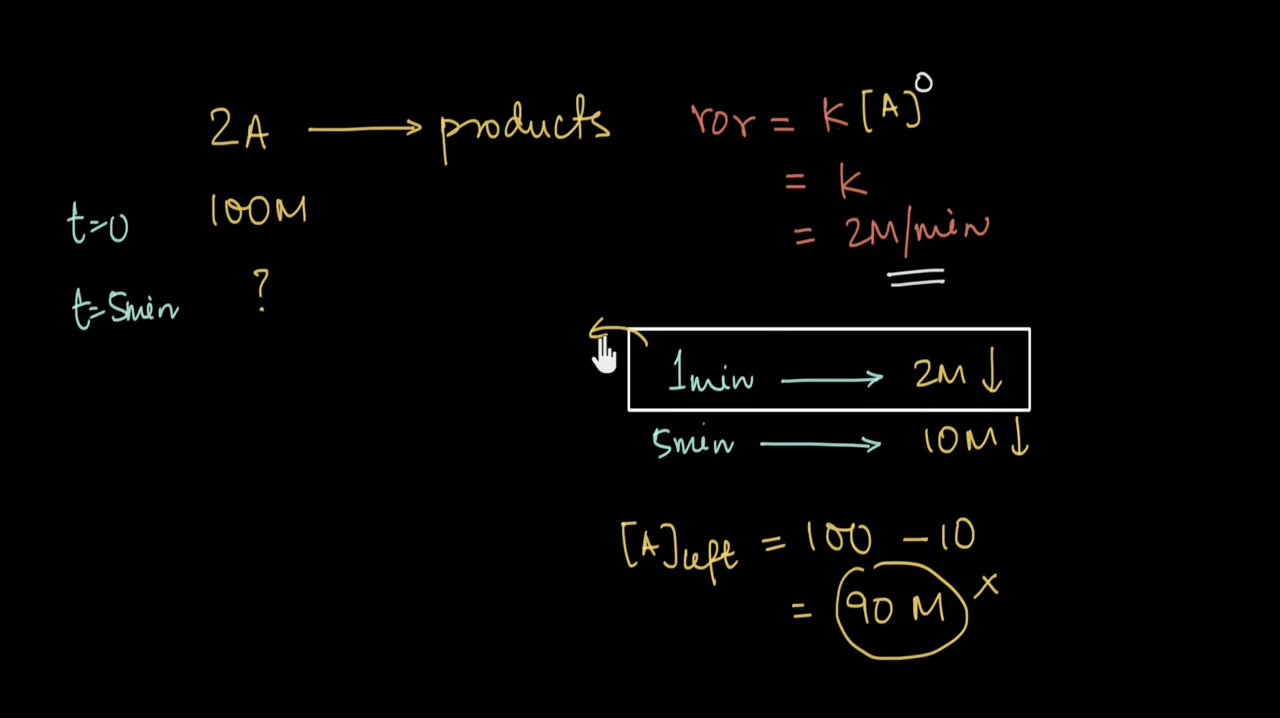 2A ⟶ products
t=0 100M
t=5min ?
ror = K[A]⁰
= K
= 2M/min
1min ⟶ 2M ↓
5min ⟶ 10M ↓
[A]left = 100 - 10
= 90 M x